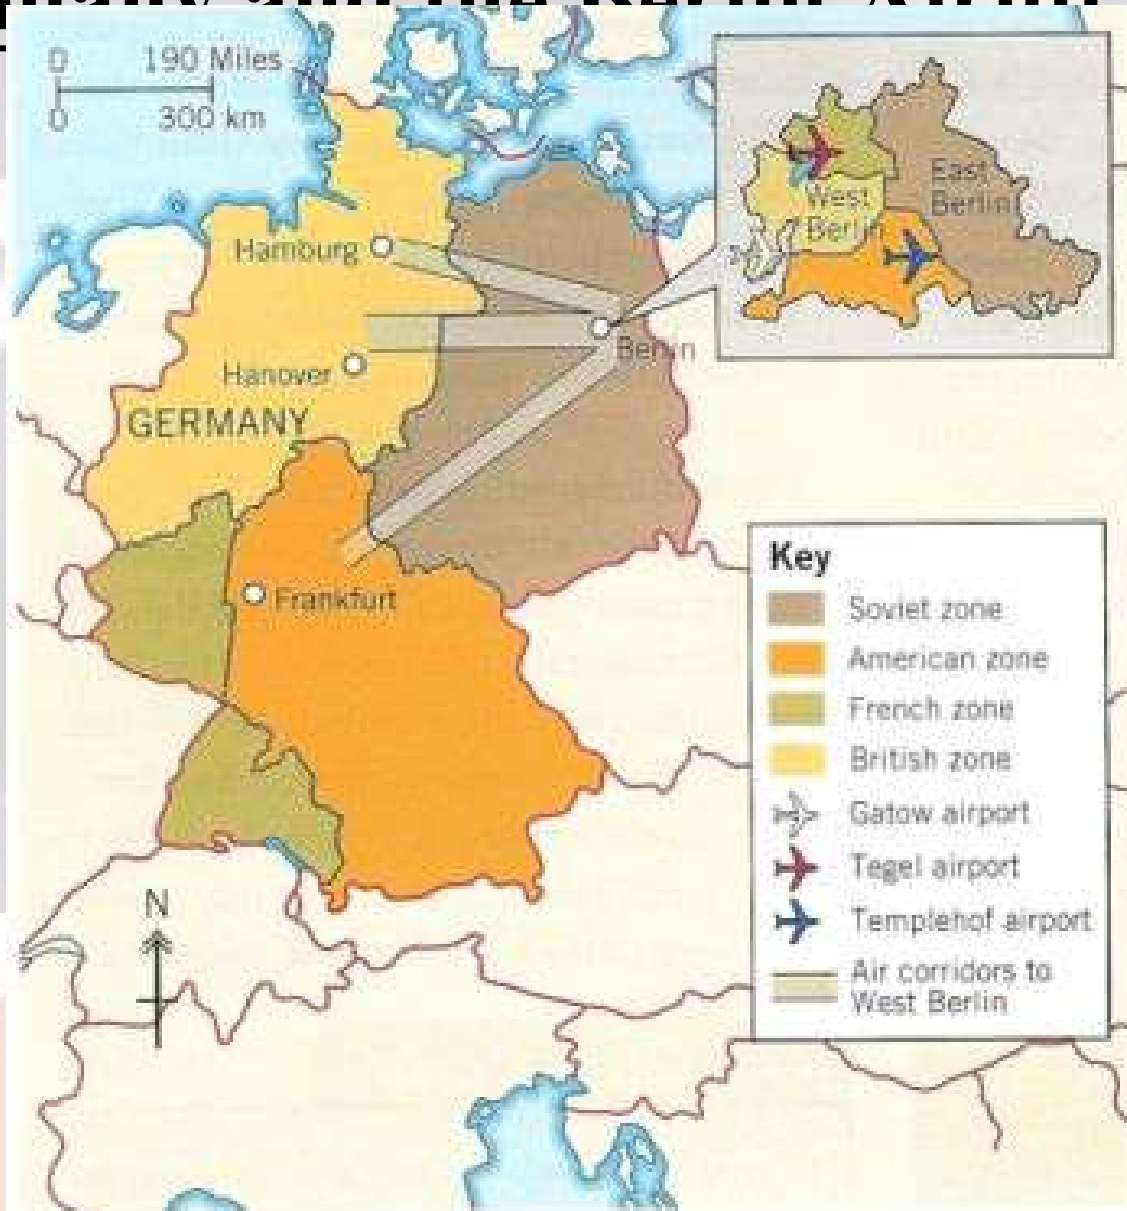 0 190 Miles
0 300 km
Hamburg
Hanover
GERMANY
Berlin
Frankfurt
N
West
Berlin
East
Berlin
Key
Soviet zone
American zone
French zone
British zone
Gatow airport
Tegel airport
Templehof airport
Air corridors to
West Berlin